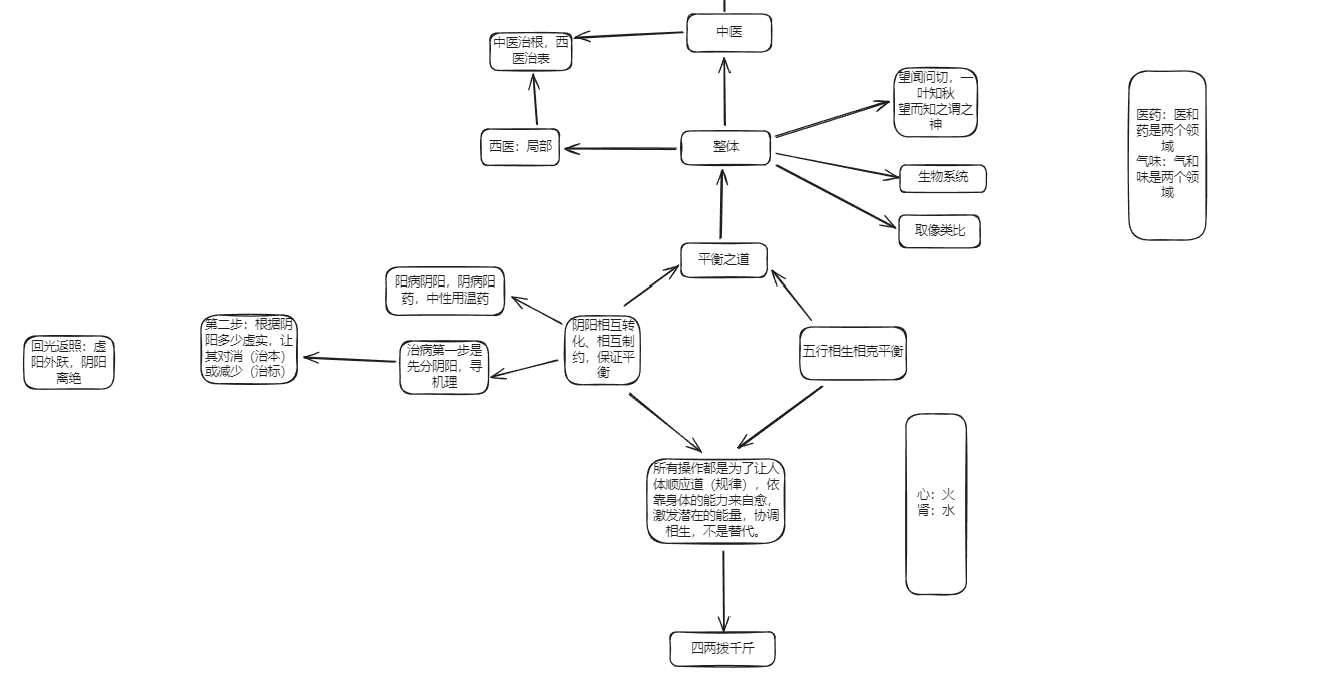 中医
中医治根，西
医治表
望闻问切，一
叶知秋
望而知之谓之
神
医药：医和
药是两个领
域
气味：气和
味是两个领
域
西医：局部
整体
生物系统
取像类比
平衡之道
阳病阴阳，阴病阳
药，中性用温药
第二步：根据阴
阳多少虚实，让
其对消（治本）
或减少（治标）
阴阳相互转
化、相互制
约，保证平
衡
回光返照：虚
阳外跃，阴阳
离绝
治病第一步是
先分阴阳，寻
机理
五行相生相克平衡
所有操作都是为了让人
体顺应道（规律），依
靠身体的能力来自愈，
激发潜在的能量，协调
相生，不是替代。
心：火
肾：水
四两拨千斤